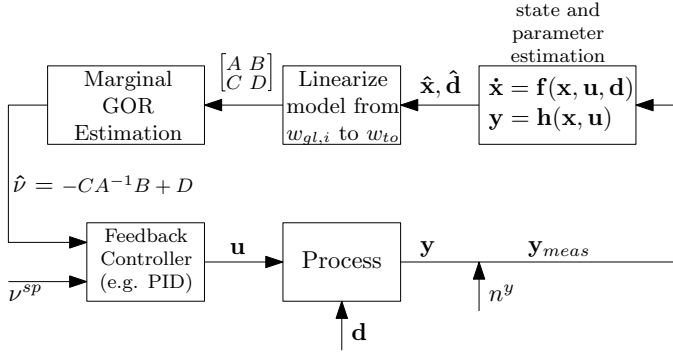 state and
parameter
estimation
Marginal
GOR
Estimation
[A B
C D]
Linearize
model from
w_{gl,i} to w_{to}
x̂, d̂
ẋ = f(x, u, d)
y = h(x, u)
ν̂ = −CA^{−1}B + D
Feedback
Controller
(e.g. PID)
u
Process
y
y_{meas}
ν^{sp}
n^y
d